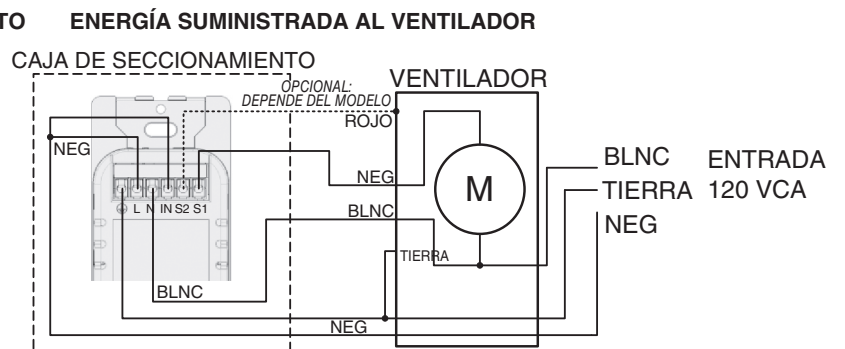 TO ENERGÍA SUMINISTRADA AL VENTILADOR
CAJA DE SECCIONAMIENTO
VENTILADOR
OPCIONAL:
DEPENDE DEL MODELO
ROJO
NEG
NEG
BLNC
M
BLNC
ENTRADA
TIERRA
120 VCA
NEG
L N IN S2 S1
TIERRA
BLNC
NEG